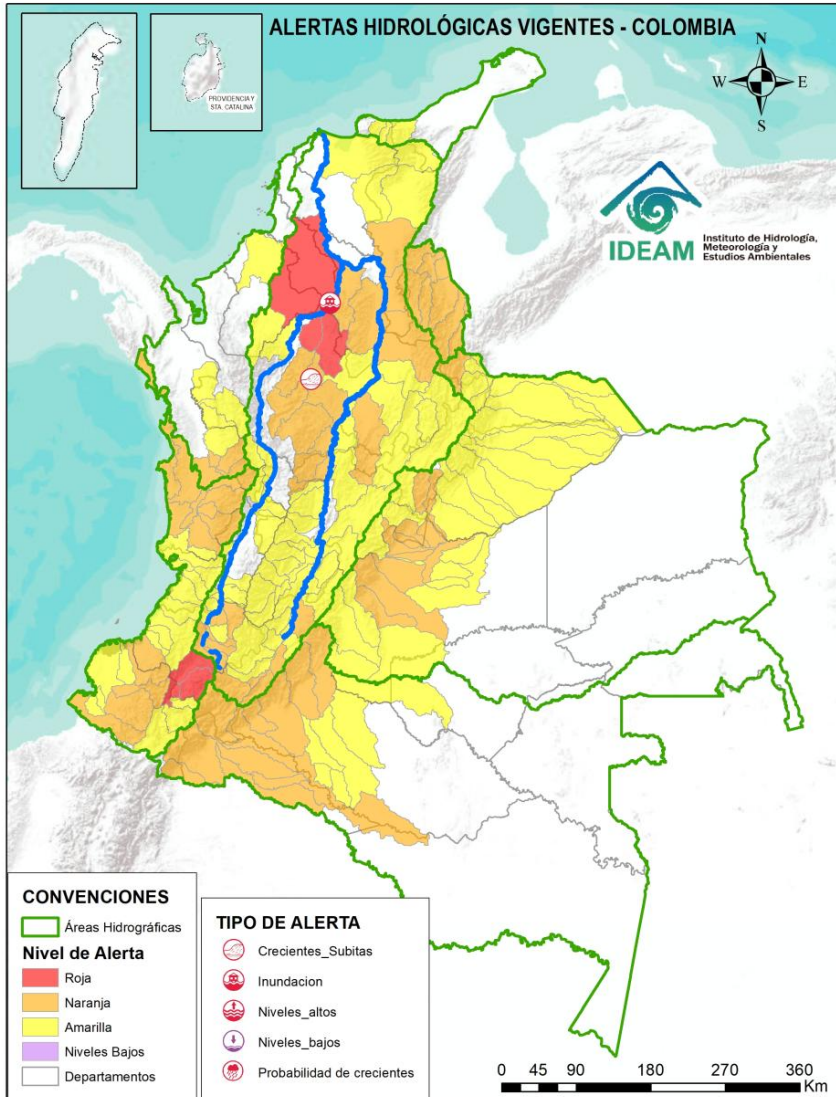 ALERTAS HIDROLÓGICAS VIGENTES - COLOMBIA
PROVIDENCIA Y
STA. CATALINA
N
W
E
S
IDEAM
Instituto de Hidrología,
Meteorología y
Estudios Ambientales
CONVENCIONES
Áreas Hidrográficas
Nivel de Alerta
Roja
Naranja
Amarilla
Niveles Bajos
Departamentos
TIPO DE ALERTA
Crecientes_Subitas
Inundacion
Niveles_altos
Niveles_bajos
Probabilidad de crecientes
0 45 90 180 270 360
Km